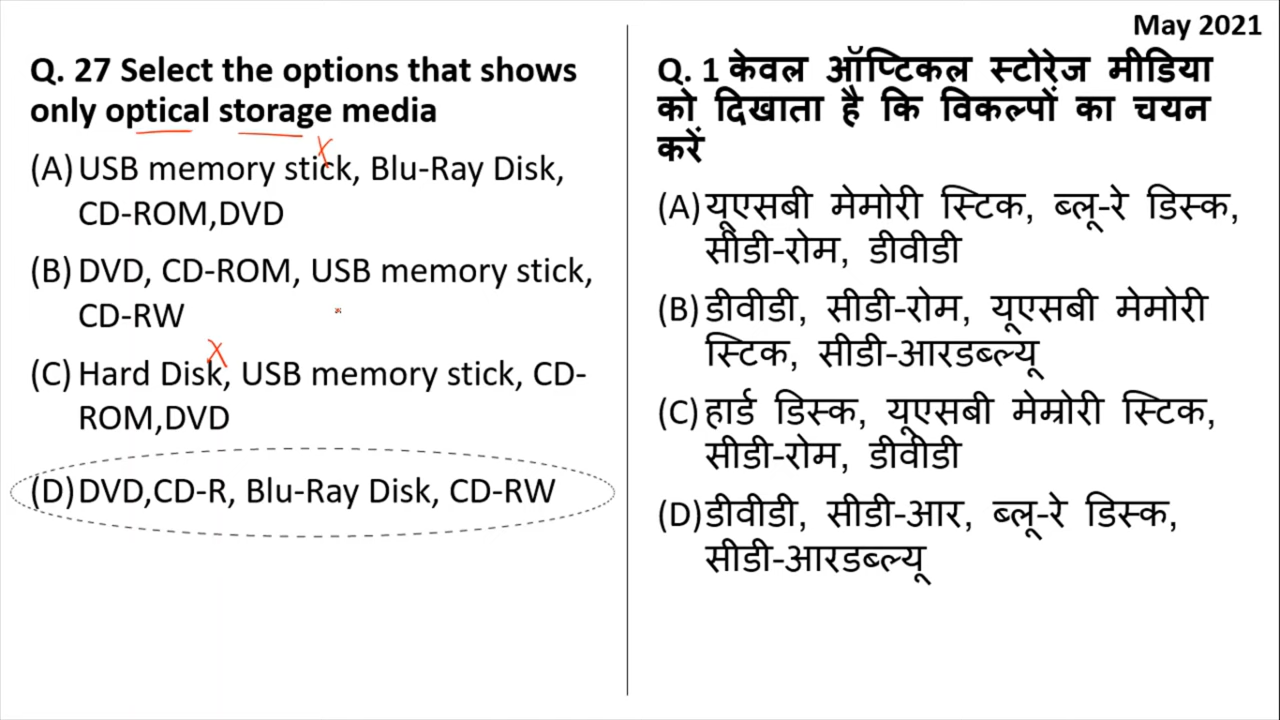 May 2021
Q. 27 Select the options that shows
only optical storage media
(A) USB memory stick, Blu-Ray Disk,
CD-ROM,DVD
(B) DVD, CD-ROM, USB memory stick,
CD-RW
(C) Hard Disk, USB memory stick, CD-
ROM,DVD
(D) DVD,CD-R, Blu-Ray Disk, CD-RW
Q. 1 केवल ऑप्टिकल स्टोरेज मीडिया
को दिखाता है कि विकल्पों का चयन
करें
(A) यूएसबी मेमोरी स्टिक, ब्लू-रे डिस्क,
सीडी-रोम, डीवीडी
(B) डीवीडी, सीडी-रोम, यूएसबी मेमोरी
स्टिक, सीडी-आरडब्ल्यू
(C) हार्ड डिस्क, यूएसबी मेम्रोरी स्टिक,
सीडी-रोम, डीवीडी
(D) डीवीडी, सीडी-आर, ब्लू-रे डिस्क,
सीडी-आरडब्ल्यू